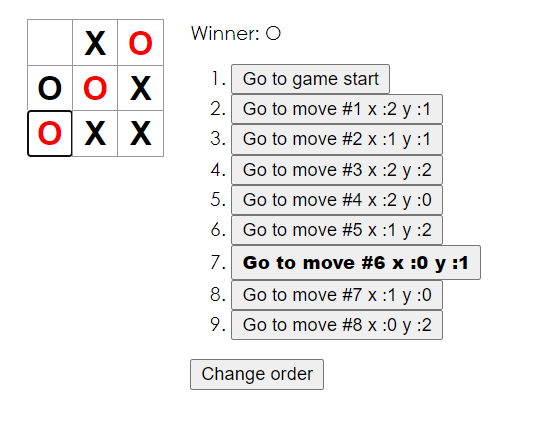 X O
O O X
O X X
Winner: O
1. Go to game start
2. Go to move #1 x :2 y :1
3. Go to move #2 x :1 y :1
4. Go to move #3 x :2 y :2
5. Go to move #4 x :2 y :0
6. Go to move #5 x :1 y :2
7. Go to move #6 x :0 y :1
8. Go to move #7 x :1 y :0
9. Go to move #8 x :0 y :2
Change order